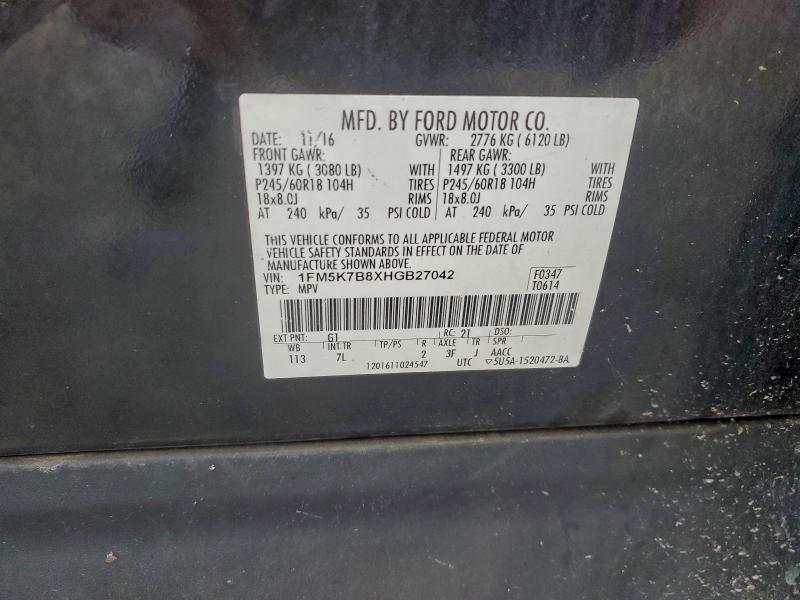 MFD. BY FORD MOTOR CO.
DATE: 11/16 GVWR: 2776 KG ( 6120 LB)
FRONT GAWR: REAR GAWR:
1397 KG ( 3080 LB) WITH 1497 KG ( 3300 LB) WITH
P245/60R18 104H TIRES P245/60R18 104H TIRES
18x8.0J RIMS 18x8.0J RIMS
AT 240 kPa/ 35 PSI COLD AT 240 kPa/ 35 PSI COLD
THIS VEHICLE CONFORMS TO ALL APPLICABLE FEDERAL MOTOR
VEHICLE SAFETY STANDARDS IN EFFECT ON THE DATE OF
MANUFACTURE SHOWN ABOVE.
VIN: 1FM5K7B8XHGB27042 F0347
TYPE: MPV T0614
EXT PNT: G1 RC: 21 DSO:
WB INT TR TP/PS R AXLE TR SPR
113 7L 2 3F J AACC
1201611024547 UTC ▽5U5A-1520472-BA